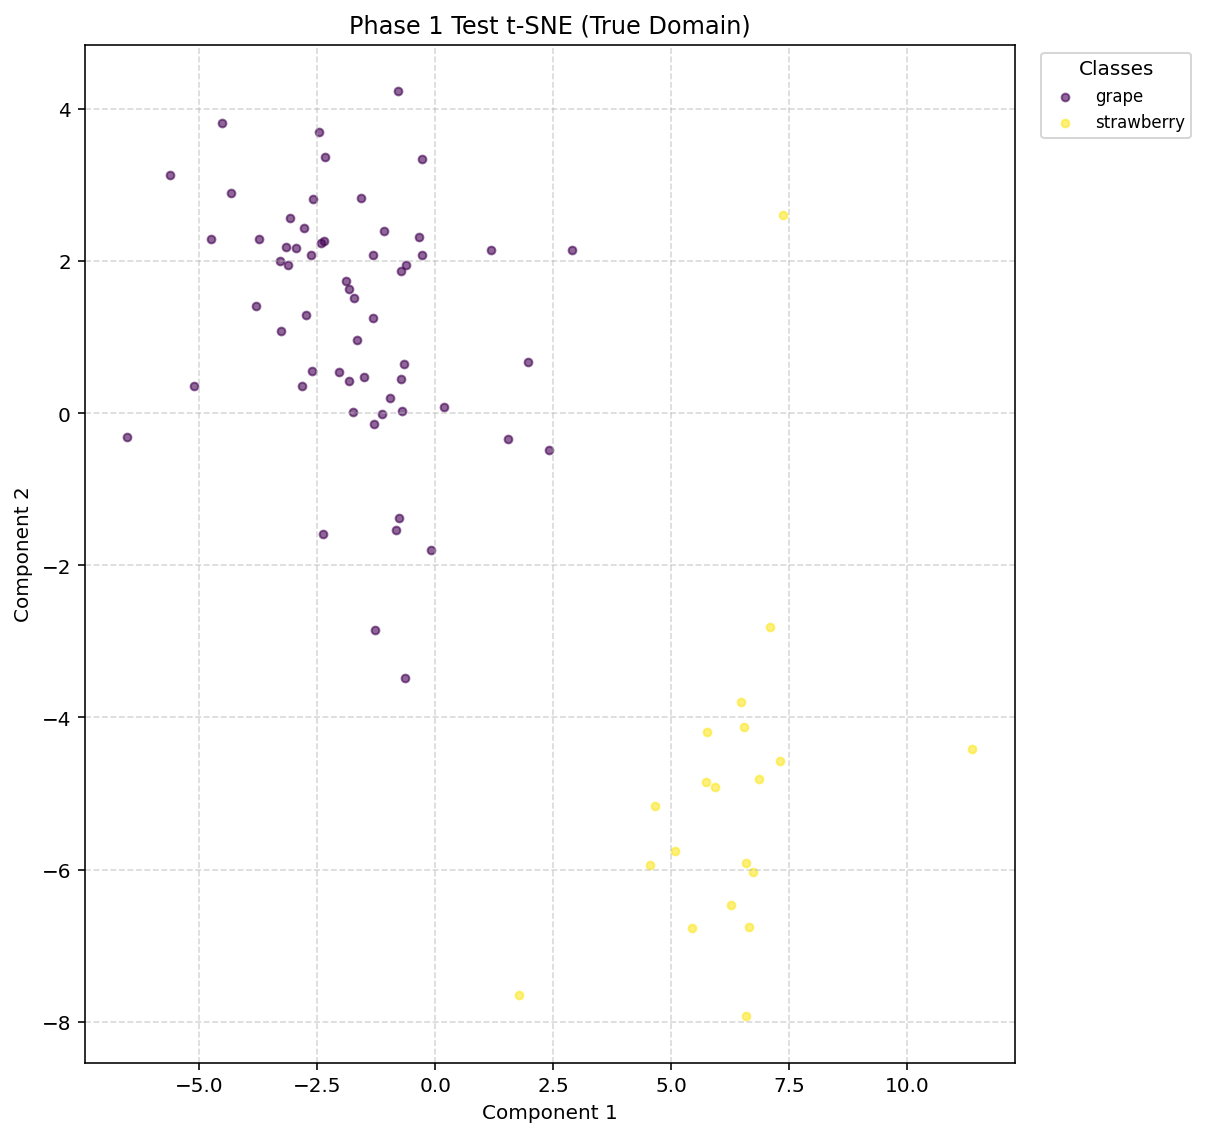 Phase 1 Test t-SNE (True Domain)
Classes
grape
strawberry
4
2
0
−2
−4
−6
−8
Component 2
−5.0 −2.5 0.0 2.5 5.0 7.5 10.0
Component 1